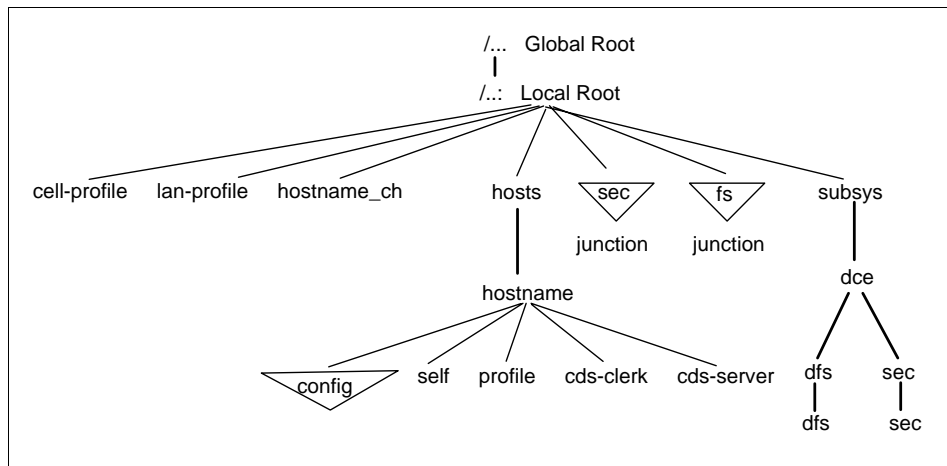 /... Global Root
/..: Local Root
cell-profile lan-profile hostname_ch hosts sec fs subsys
junction junction
dce
hostname
config self profile cds-clerk cds-server dfs sec
dfs sec